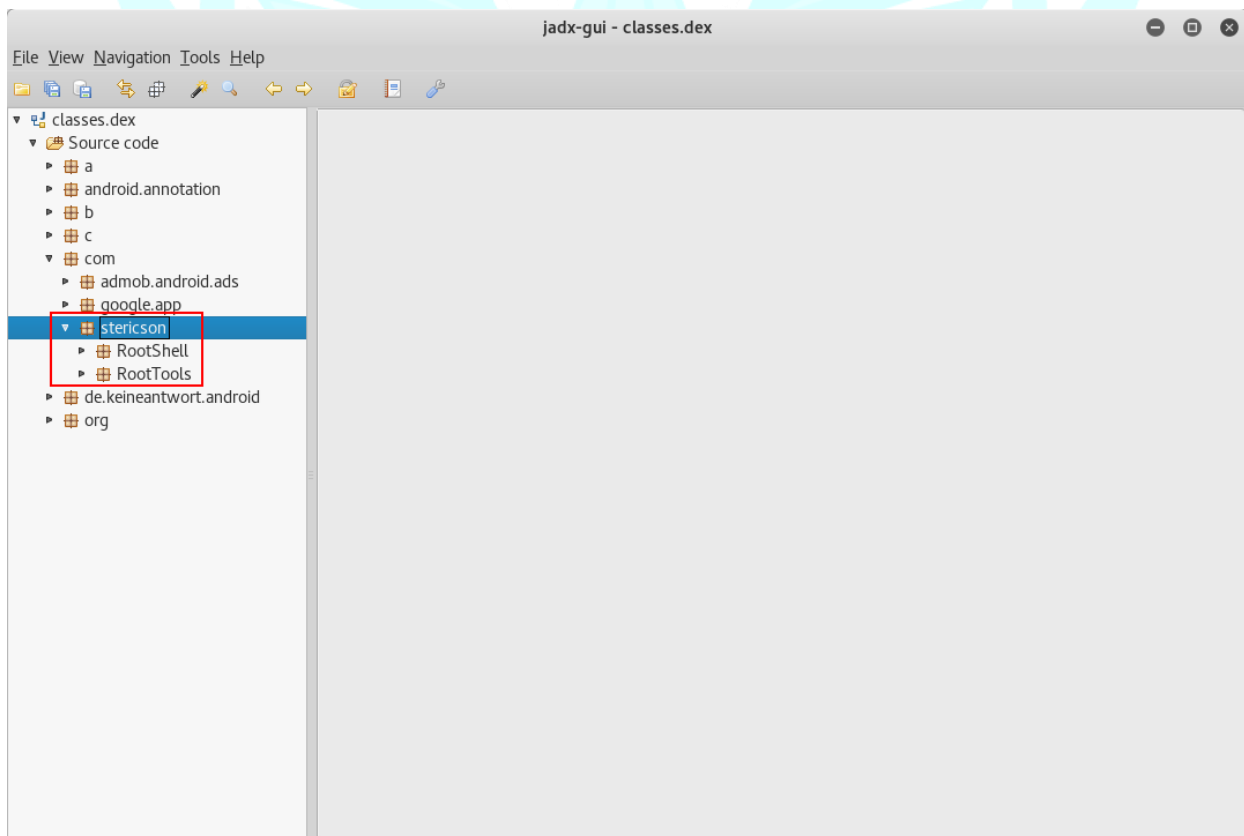 jadx-gui - classes.dex
File View Navigation Tools Help
classes.dex
Source code
a
android.annotation
b
c
com
admob.android.ads
google.app
stericson
RootShell
RootTools
de.keineantwort.android
org